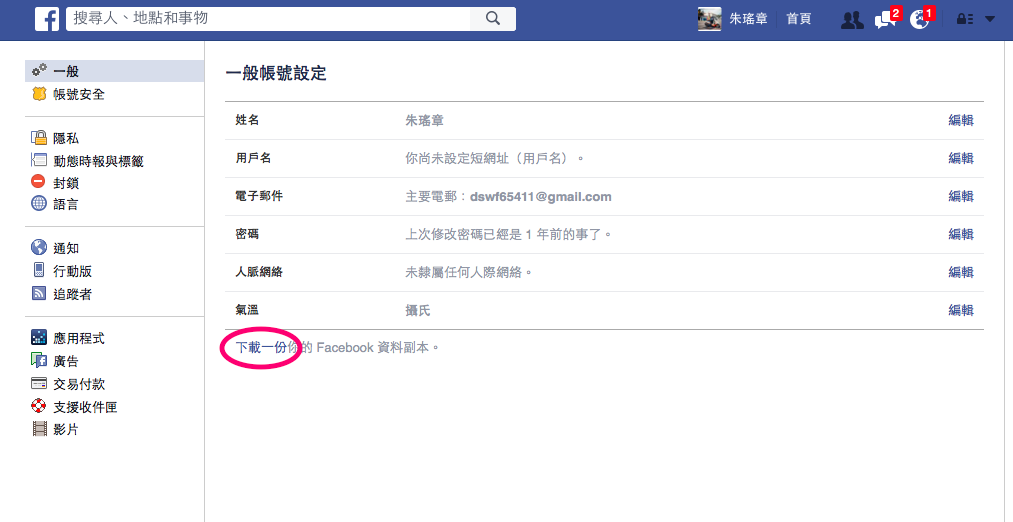 搜尋人、地點和事物
朱瑤章 首頁 2 1
一般
帳號安全
隱私
動態時報與標籤
封鎖
語言
通知
行動版
追蹤者
應用程式
廣告
交易付款
支援收件匣
影片
一般帳號設定
姓名 朱瑤章 編輯
用戶名 你尚未設定短網址（用戶名）。 編輯
電子郵件 主要電郵：dswf65411@gmail.com 編輯
密碼 上次修改密碼已經是 1 年前的事了。 編輯
人脈網絡 未隸屬任何人際網絡。 編輯
氣溫 攝氏 編輯
下載一份你的 Facebook 資料副本。